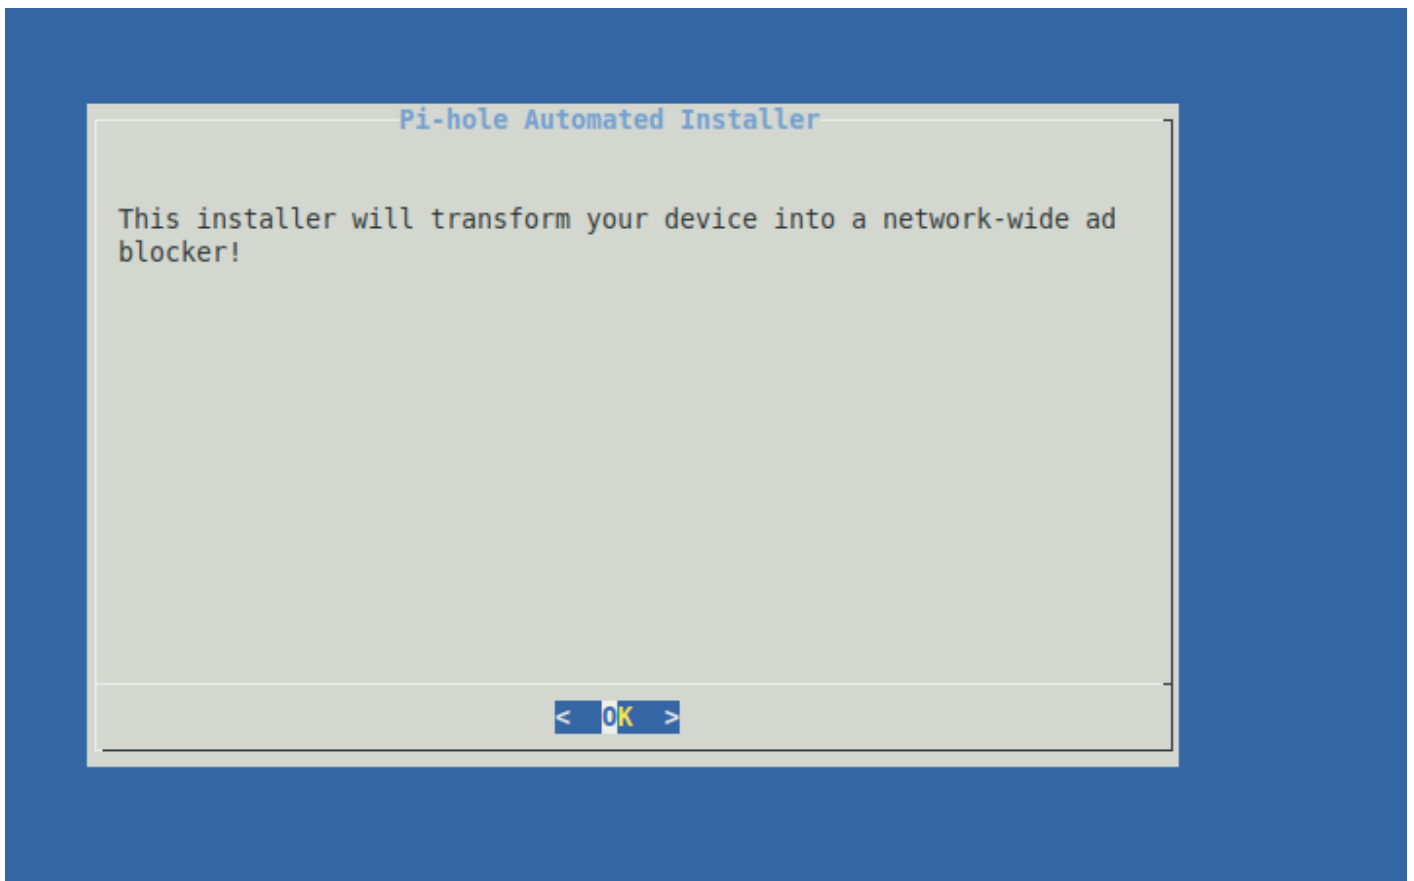 Pi-hole Automated Installer
This installer will transform your device into a network-wide ad
blocker!
< OK >